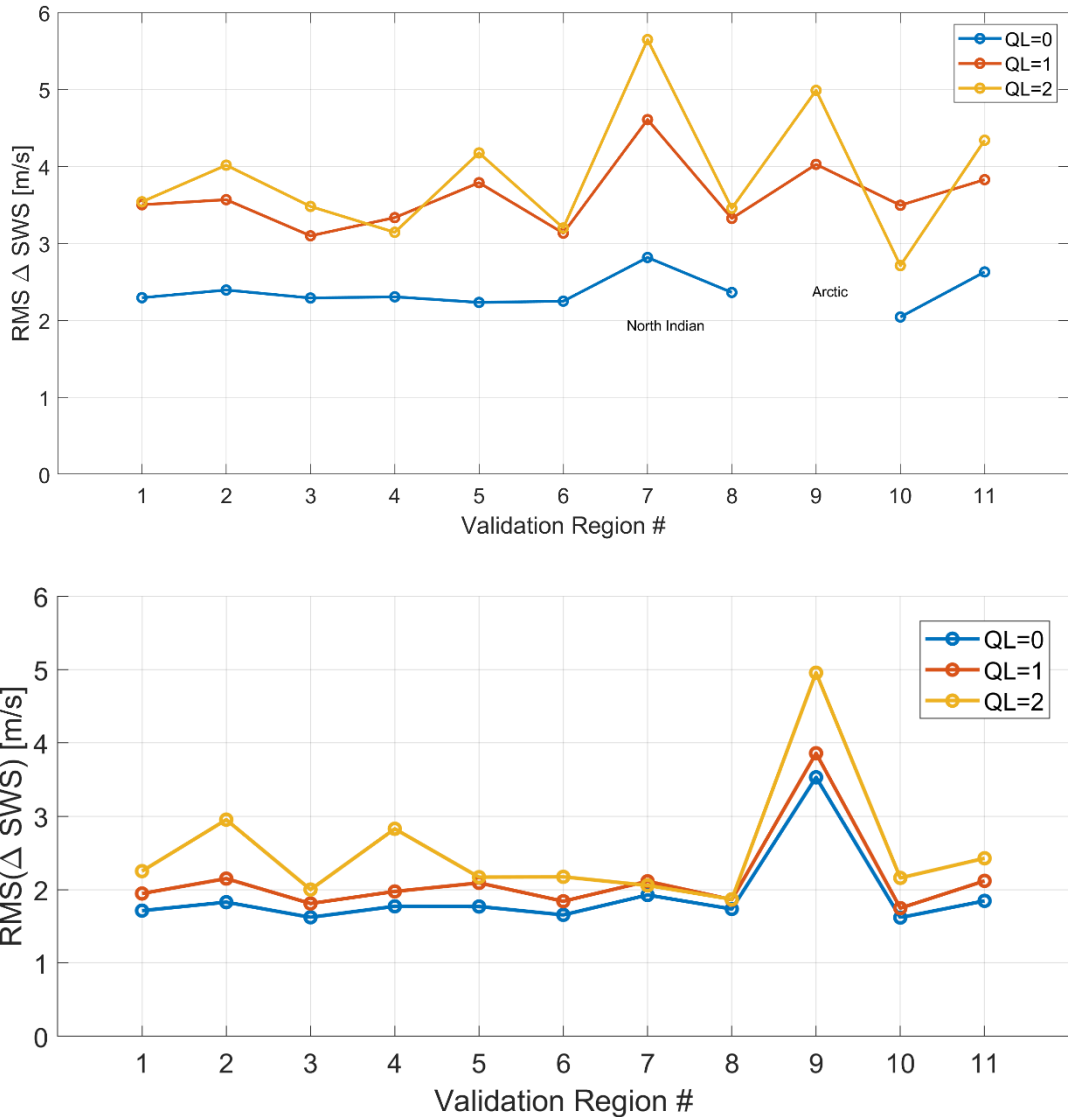 6
5
4
3
2
1
0
RMS Δ SWS [m/s]
QL=0
QL=1
QL=2
Arctic
North Indian
1 2 3 4 5 6 7 8 9 10 11
Validation Region #
6
5
4
3
2
1
0
RMS(Δ SWS) [m/s]
QL=0
QL=1
QL=2
1 2 3 4 5 6 7 8 9 10 11
Validation Region #